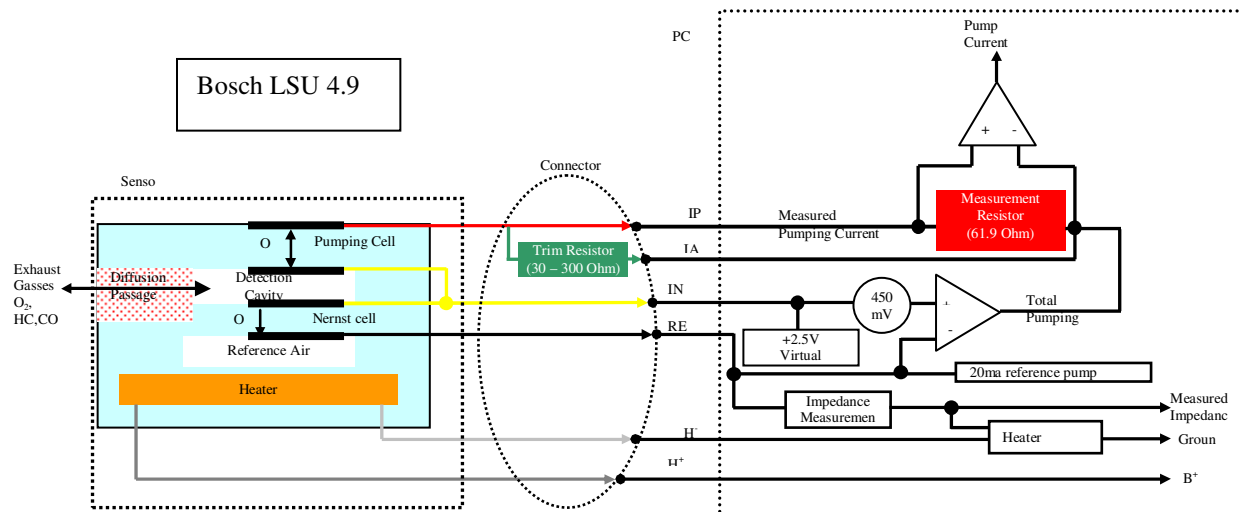 Bosch LSU 4.9
PC
Pump
Current
+ -
Senso
Connector
IP
Measured
Pumping Current
Measurement
Resistor
(61.9 Ohm)
O
Pumping Cell
Trim Resistor
(30 – 300 Ohm)
IA
Exhaust
Gasses
O2,
HC,CO
Diffusion
Passage
Detection
Cavity
IN
450
mV
+
-
Total
Pumping
O
Nernst cell
RE
+2.5V
Virtual
Reference Air
20ma reference pump
Heater
Impedance
Measuremen
Measured
Impedanc
H-
Heater
Groun
H+
B+